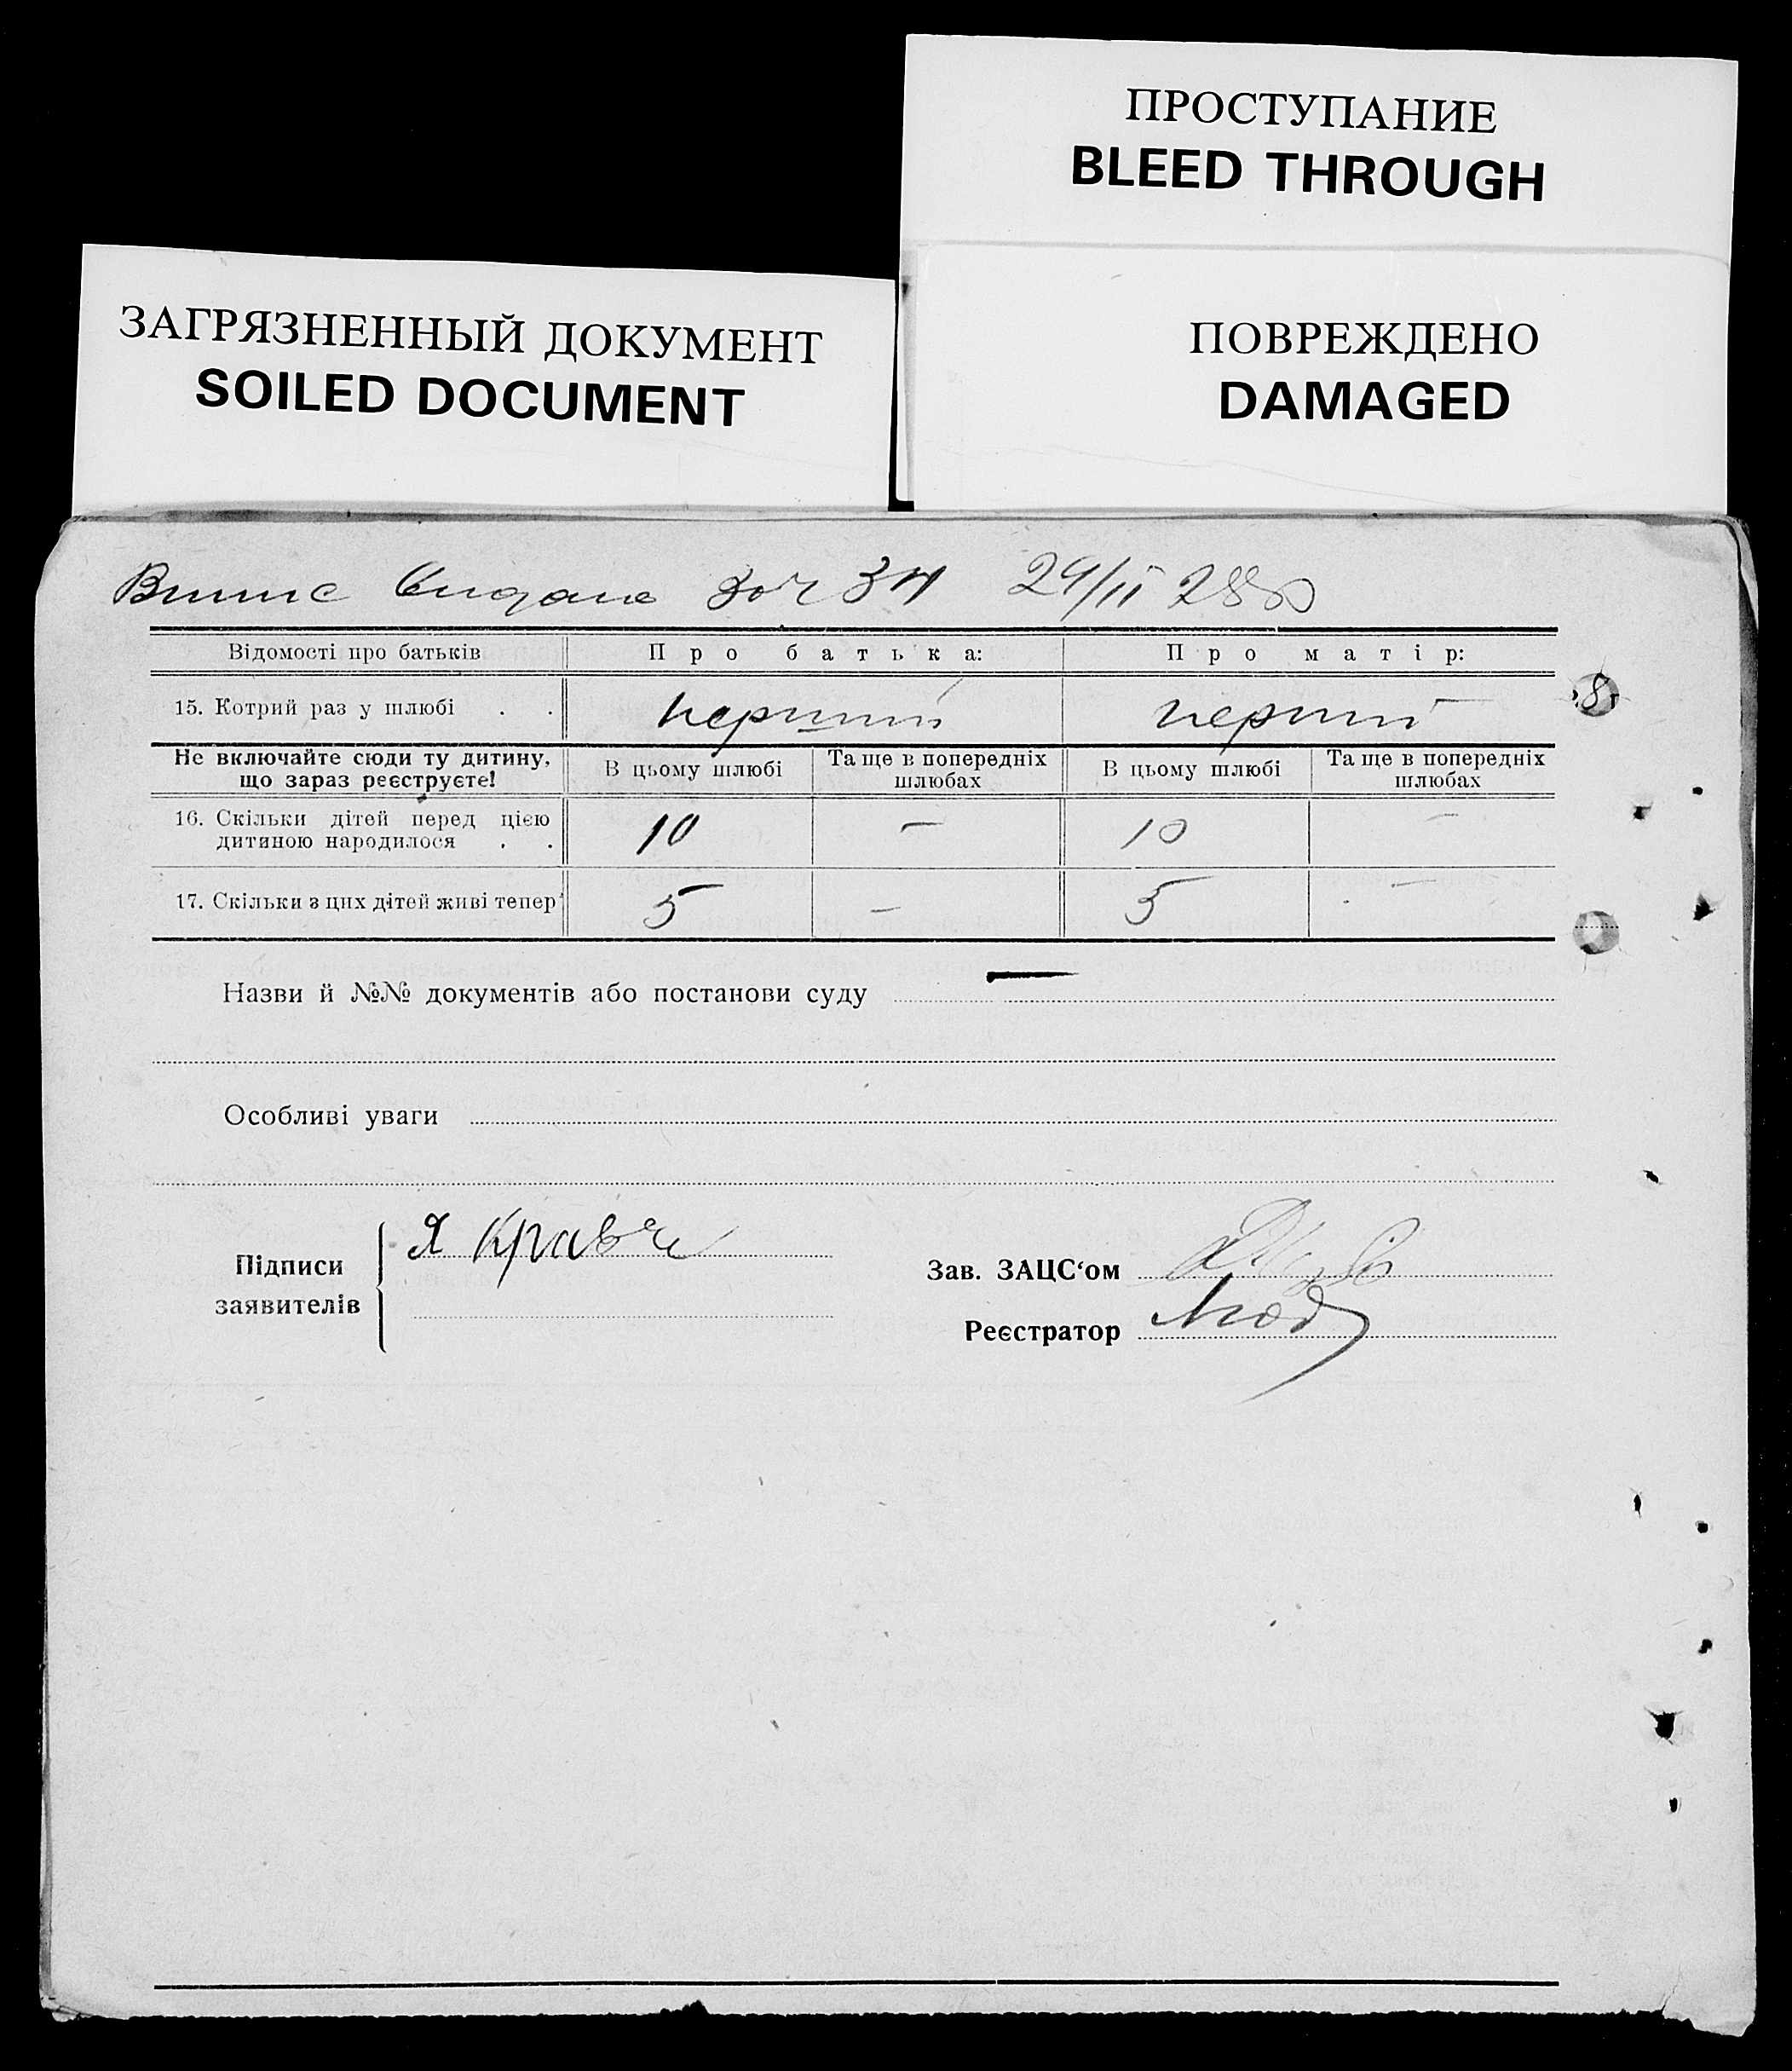 ПРОСТУПАНИЕ
BLEED THROUGH
ЗАГРЯЗНЕННЫЙ ДОКУМЕНТ
SOILED DOCUMENT
ПОВРЕЖДЕНО
DAMAGED
Випис видано 29/II 28
Відомості про батьків Про батька: Про матір:
15. Котрий раз у шлюбі . . перший перший
Не включайте сюди ту дитину, що зараз реєструєте! В цьому шлюбі Та ще в попередніх шлюбах В цьому шлюбі Та ще в попередніх шлюбах
16. Скільки дітей перед цією дитиною народилося . . 10 — 10 —
17. Скільки з цих дітей живі тепер 5 — 5 —
Назви й №№ документів або постанови суду —
Особливі уваги
Підписи заявителів
Зав. ЗАЦС‘ом
Реєстратор